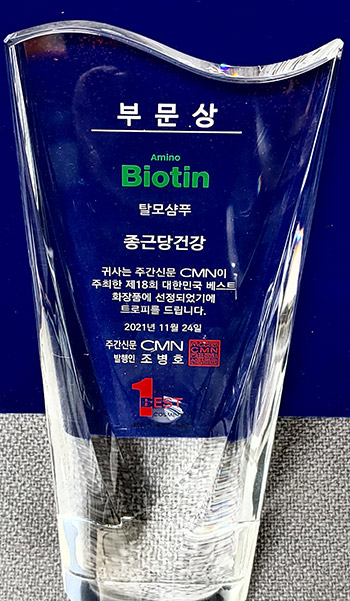 부문상
Amino
Biotin
탈모샴푸
종근당건강
귀사는 주간신문 CMN이
주최한 제18회 대한민국 베스트
화장품에 선정되었기에
트로피를 드립니다.
2021년 11월 24일
주간신문 CMN
발행인 조병호
CMN
1
BEST